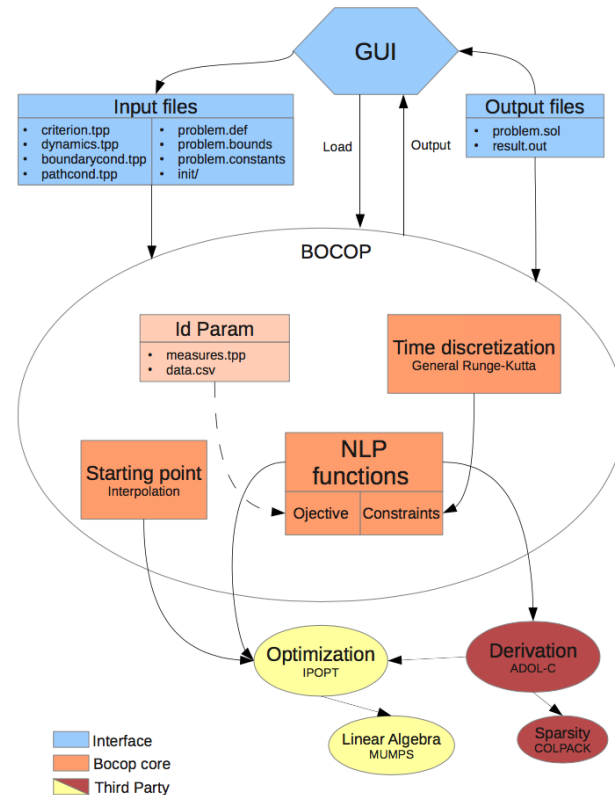 GUI
Input files
• criterion.tpp
• dynamics.tpp
• boundarycond.tpp
• pathcond.tpp
• problem.def
• problem.bounds
• problem.constants
• init/
Output files
• problem.sol
• result.out
Load
Output
BOCOP
Id Param
• measures.tpp
• data.csv
Time discretization
General Runge-Kutta
Starting point
Interpolation
NLP
functions
Ojective
Constraints
Optimization
IPOPT
Derivation
ADOL-C
Linear Algebra
MUMPS
Sparsity
COLPACK
Interface
Bocop core
Third Party